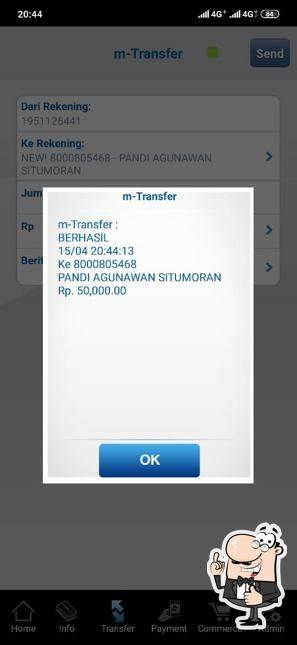 20:44
4G+ 4G 84
m-Transfer
Send
Dari Rekening:
1951126441
Ke Rekening:
NEW! 8000805468 - PANDI AGUNAWAN
SITUMORAN
Jum
Rp
Berit
m-Transfer
m-Transfer :
BERHASIL
15/04 20:44:13
Ke 8000805468
PANDI AGUNAWAN SITUMORAN
Rp. 50,000.00
OK
Home
Info
Transfer
Payment
Commerce
Admin